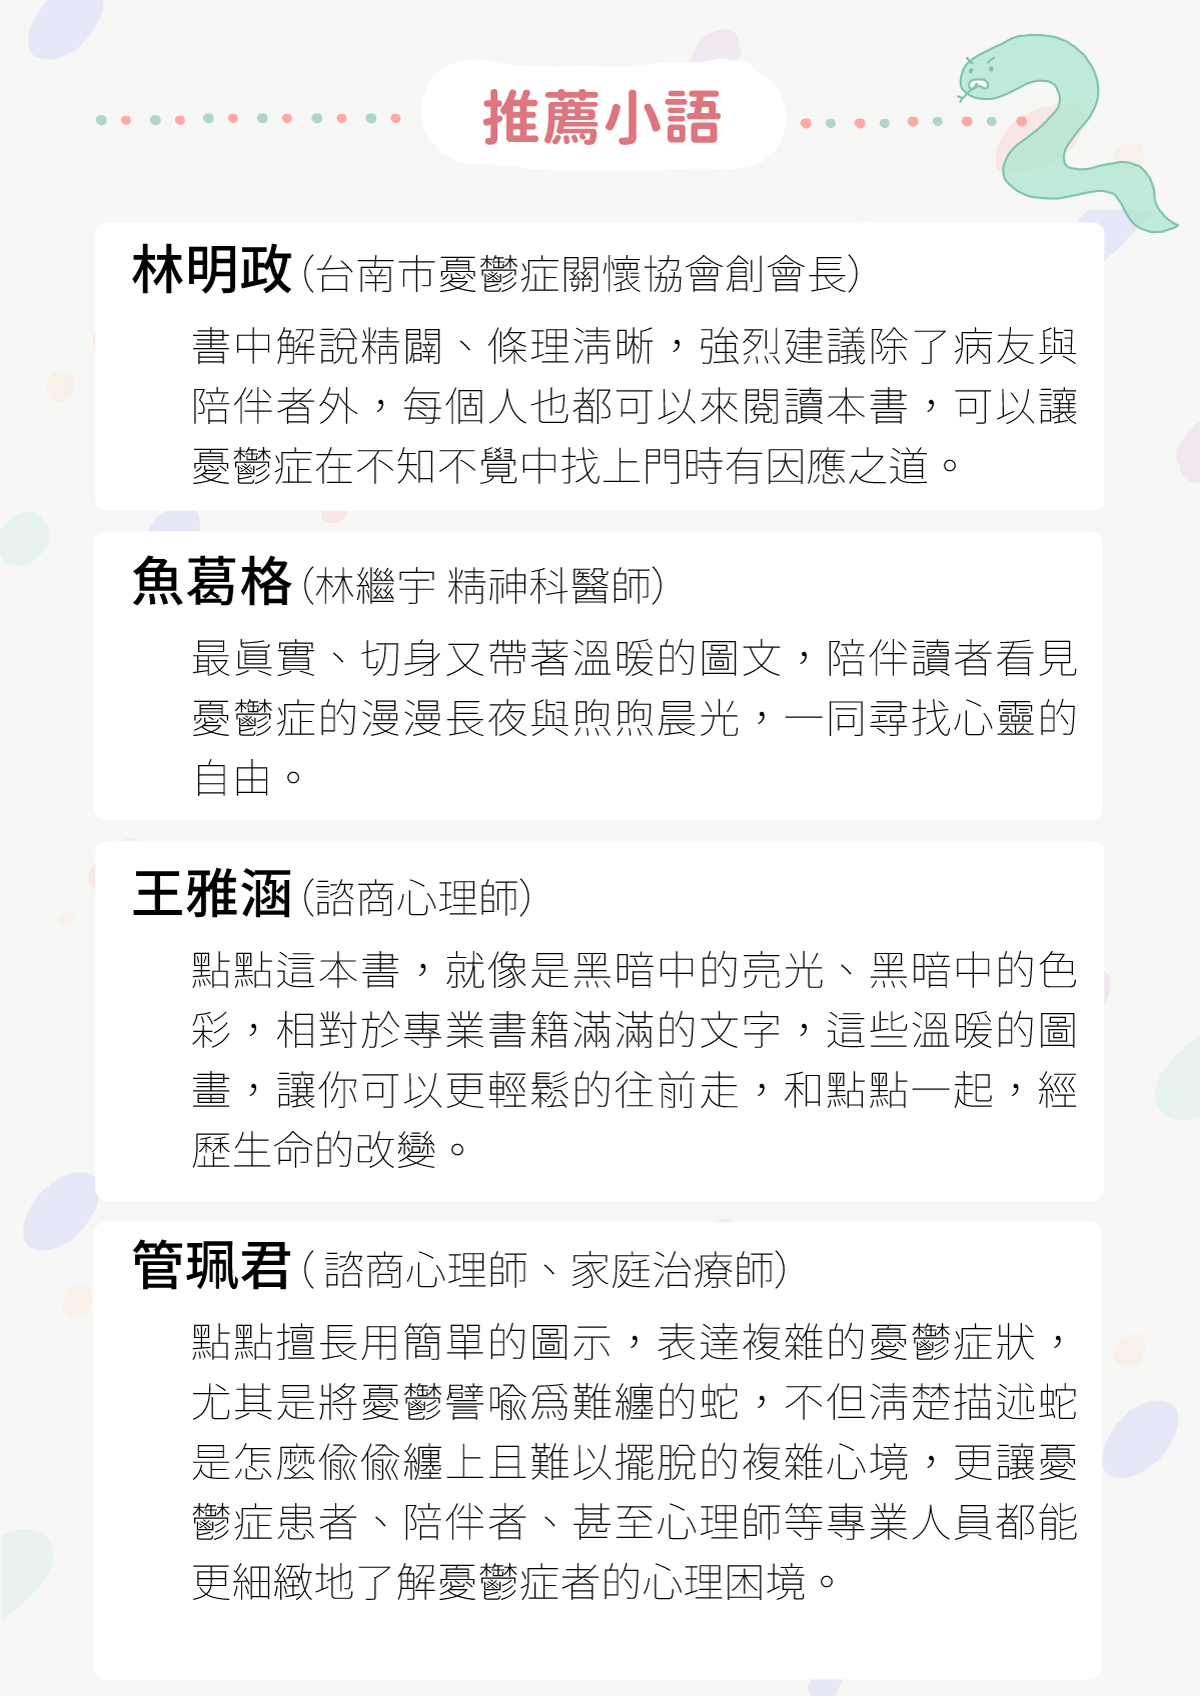 推薦小語
林明政（台南市憂鬱症關懷協會創會長）
書中解說精闢、條理清晰，強烈建議除了病友與
陪伴者外，每個人也都可以來閱讀本書，可以讓
憂鬱症在不知不覺中找上門時有因應之道。
魚葛格（林繼宇 精神科醫師）
最真實、切身又帶著溫暖的圖文，陪伴讀者看見
憂鬱症的漫漫長夜與煦煦晨光，一同尋找心靈的
自由。
王雅涵（諮商心理師）
點點這本書，就像是黑暗中的亮光、黑暗中的色
彩，相對於專業書籍滿滿的文字，這些溫暖的圖
畫，讓你可以更輕鬆的往前走，和點點一起，經
歷生命的改變。
管珮君（ 諮商心理師、家庭治療師）
點點擅長用簡單的圖示，表達複雜的憂鬱症狀，
尤其是將憂鬱譬喻為難纏的蛇，不但清楚描述蛇
是怎麼偷偷纏上且難以擺脫的複雜心境，更讓憂
鬱症患者、陪伴者、甚至心理師等專業人員都能
更細緻地了解憂鬱症者的心理困境。